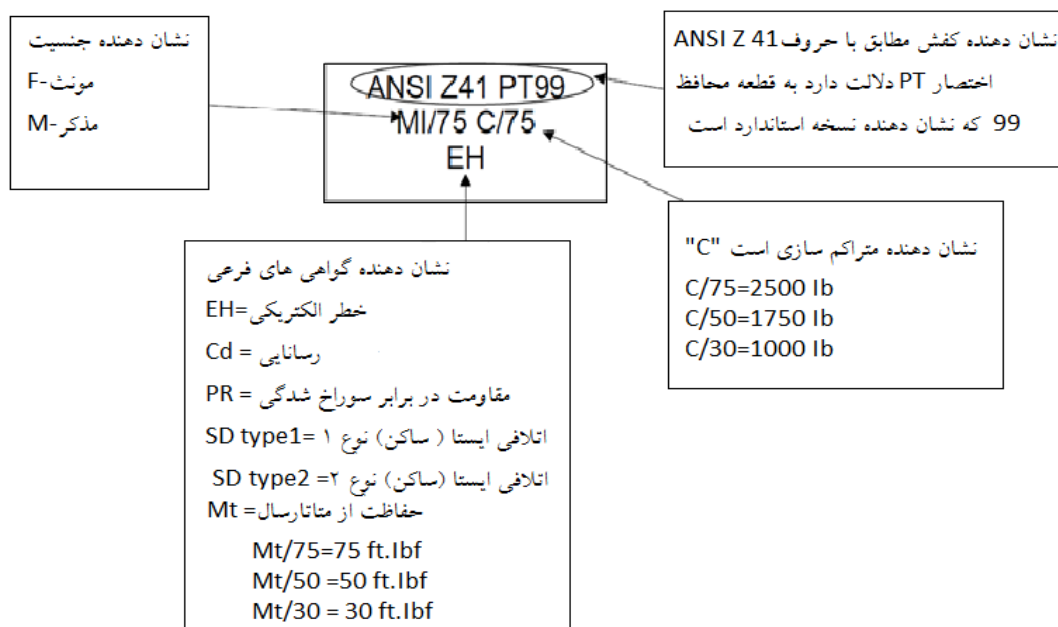 نشان دهنده کفش مطابق با حروف ANSI Z 41
اختصار PT دلالت دارد به قطعه محافظ
99 که نشان دهنده نسخه استاندارد است
نشان دهنده جنسیت
مونث-F
مذکر-M
ANSI Z41 PT99
MI/75 C/75
EH
نشان دهنده متراکم سازی است "C"
C/75=2500 Ib
C/50=1750 Ib
C/30=1000 Ib
نشان دهنده گواهی های فرعی
خطر الکتریکی=EH
رسانایی = Cd
مقاومت در برابر سوراخ شدگی = PR
اتلافی ایستا ( ساکن) نوع ۱ =SD type1
اتلافی ایستا (ساکن) نوع ۲= SD type2
حفاظت از متاتارسال= Mt
Mt/75=75 ft.Ibf
Mt/50 =50 ft.Ibf
Mt/30 = 30 ft.Ibf